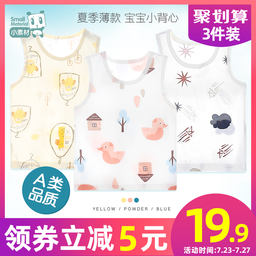 Small Material
小素材
夏季薄款 宝宝小背心
聚划算
3件装
A类
品质
YELLOW / POWDER / BLUE
领券立减5元
19.9
活动时间:7.23-7.27